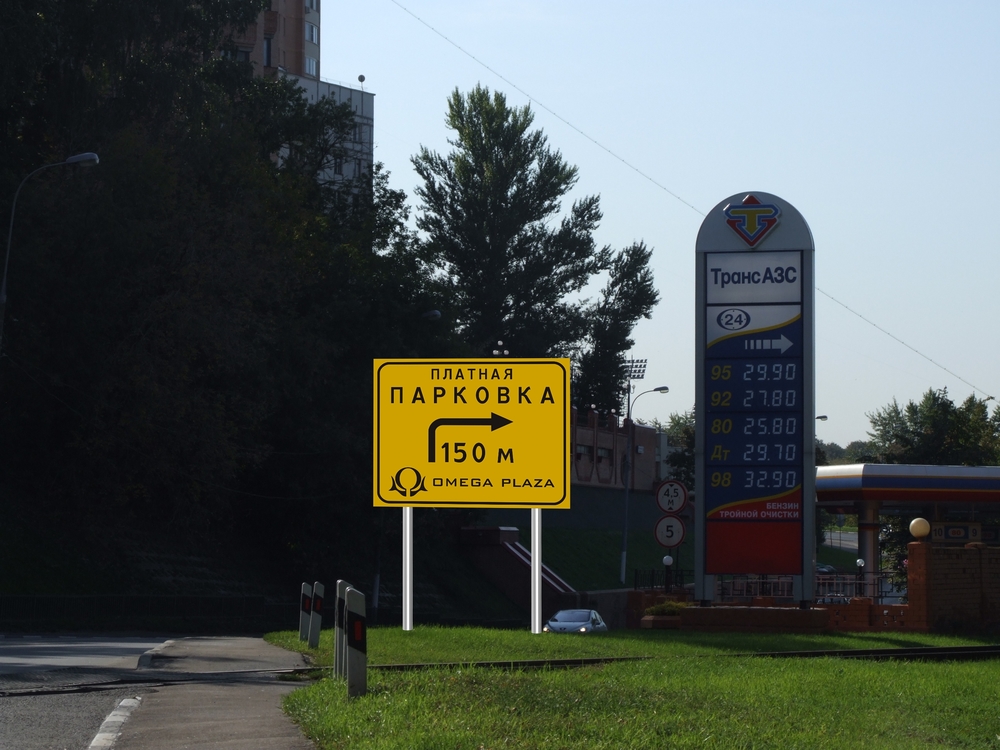 ПЛАТНАЯ
ПАРКОВКА
150 м
OMEGA PLAZA
Т
ТрансАЗС
24
95 29.90
92 27.80
80 25.80
Дт 29.70
98 32.90
БЕНЗИН
ТРОЙНОЙ ОЧИСТКИ
4,5
м
5